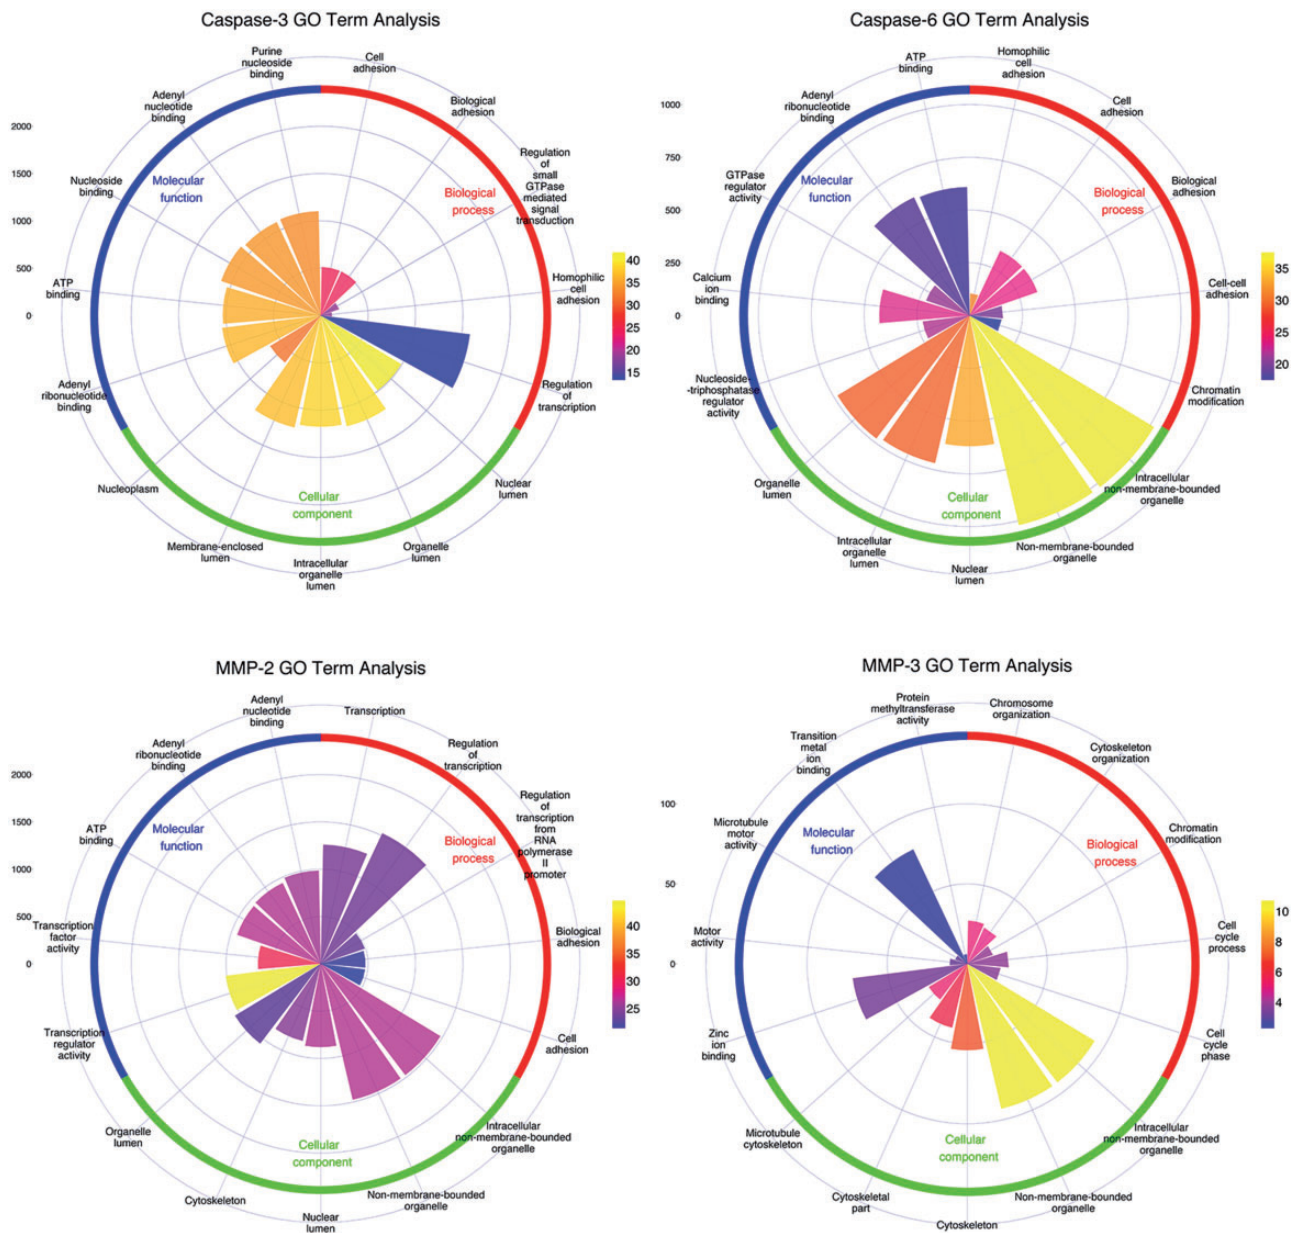 Caspase-3 GO Term Analysis
Purine
nucleoside
binding
Cell
adhesion
Adenyl
nucleotide
binding
Biological
adhesion
2000
1500
1000
500
0
Nucleoside
binding
Molecular
function
Biological
process
Regulation
of
small
GTPase
mediated
signal
transduction
ATP
binding
Homophilic
cell
adhesion
40
35
30
25
20
15
Adenyl
ribonucleotide
binding
Regulation
of
transcription
Nucleoplasm
Cellular
component
Nuclear
lumen
Membrane-enclosed
lumen
Intracellular
organelle
lumen
Organelle
lumen
Caspase-6 GO Term Analysis
ATP
binding
Homophilic
cell
adhesion
Adenyl
ribonucleotide
binding
Cell
adhesion
1000
750
500
250
0
GTPase
regulator
activity
Molecular
function
Biological
process
Biological
adhesion
Calcium
ion
binding
Cell-cell
adhesion
35
30
25
20
Nucleoside-
-triphosphatase
regulator
activity
Chromatin
modification
Organelle
lumen
Cellular
component
Intracellular
non-membrane-bounded
organelle
Intracellular
organelle
lumen
Nuclear
lumen
Non-membrane-bounded
organelle
MMP-2 GO Term Analysis
Adenyl
nucleotide
binding
Transcription
Adenyl
ribonucleotide
binding
Regulation
of
transcription
2000
1500
1000
500
0
ATP
binding
Molecular
function
Biological
process
Regulation
of
transcription
from
RNA
polymerase
II
promoter
Transcription
factor
activity
Biological
adhesion
40
35
30
25
Transcription
regulator
activity
Cell
adhesion
Organelle
lumen
Cellular
component
Intracellular
non-membrane-bounded
organelle
Cytoskeleton
Nuclear
lumen
Non-membrane-bounded
organelle
MMP-3 GO Term Analysis
Protein
methyltransferase
activity
Chromosome
organization
Transition
metal
ion
binding
Cytoskeleton
organization
100
50
0
Microtubule
motor
activity
Molecular
function
Biological
process
Chromatin
modification
Motor
activity
Cell
cycle
process
10
8
6
4
Zinc
ion
binding
Cell
cycle
phase
Microtubule
cytoskeleton
Cellular
component
Intracellular
non-membrane-bounded
organelle
Cytoskeletal
part
Cytoskeleton
Non-membrane-bounded
organelle